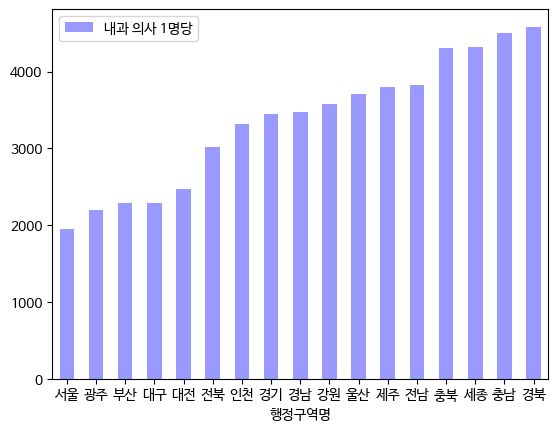 내과 의사 1명당
4000
3000
2000
1000
0
서울 광주 부산 대구 대전 전북 인천 경기 경남 강원 울산 제주 전남 충북 세종 충남 경북
행정구역명